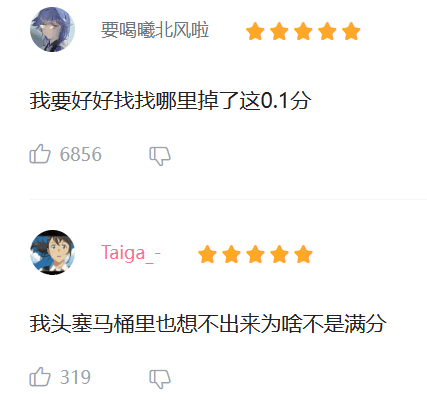 要喝曦北风啦
我要好好找找哪里掉了这0.1分
6856
Taiga_-
我头塞马桶里也想不出来为啥不是满分
319